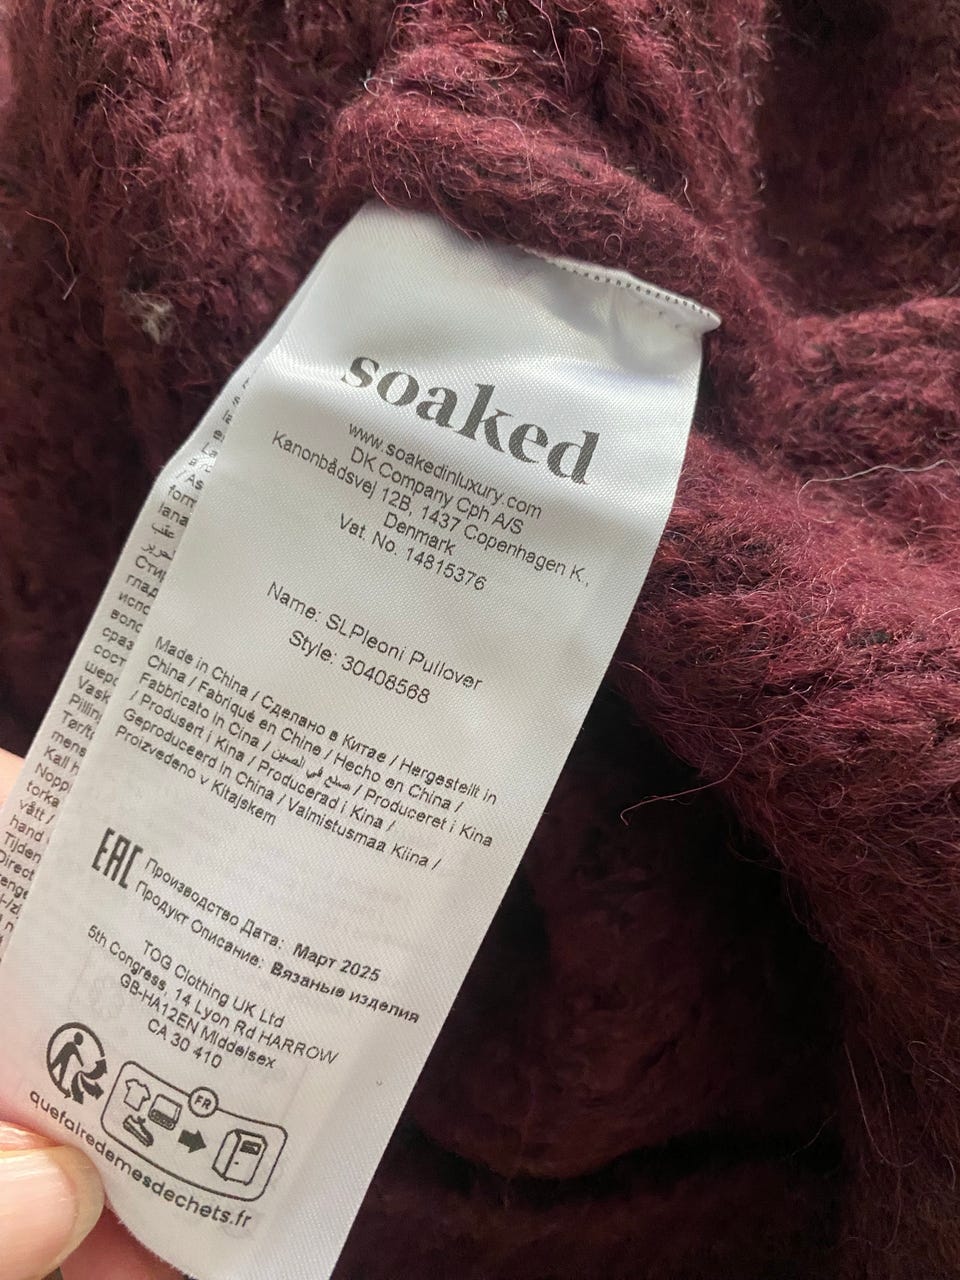 soaked
www.soakedinluxury.com
DK Company Cph A/S
Kanonbådsvej 12B, 1437 Copenhagen K.,
Denmark
Vat. No. 14815376
Name: SLPleoni Pullover
Style: 30408568
Made in China / Сделано в Китае / Hergestellt in
China / Fabriqué en Chine / Hecho en China /
Fabbricato in Cina / صنع في الصين / Produceret i Kina
/ Produsert i Kina / Producerad i Kina /
Geproduceerd in China / Valmistusmaa Kiina /
Proizvedeno v Kitajskem
EAC
Производство Дата: Март 2025
Продукт Описание: Вязаные изделия
TOG Clothing UK Ltd
5th Congress, 14 Lyon Rd HARROW
GB-HA12EN Middelsex
CA 30 410
FR
quefairedemesdechets.fr